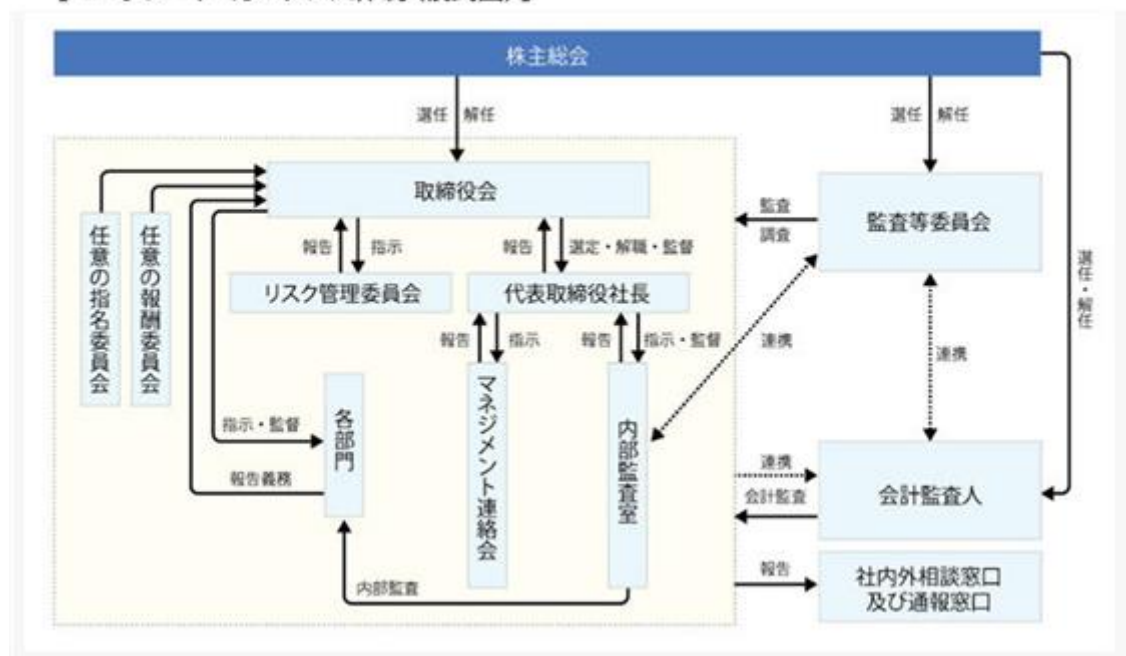 株主総会
選任 解任
選任 解任
取締役会
監査等委員会
監査
調査
選任・解任
任意の指名委員会
任意の報酬委員会
報告 指示
報告 選定・解職・監督
リスク管理委員会
代表取締役社長
報告 指示
報告 指示・監督
連携
連携
各部門
マネジメント連絡会
内部監査室
指示・監督
報告義務
内部監査
連携
会計監査
会計監査人
報告
社内外相談窓口
及び通報窓口